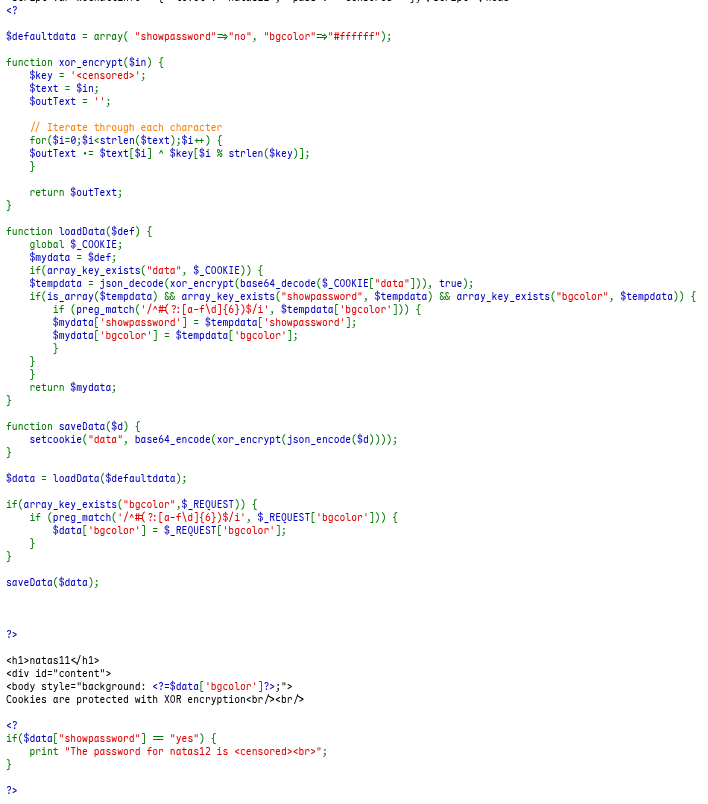 <?
$defaultdata = array( "showpassword"=>"no", "bgcolor"=>"#ffffff");
function xor_encrypt($in) {
$key = '<censored>';
$text = $in;
$outText = '';
// Iterate through each character
for($i=0;$i<strlen($text);$i++) {
$outText .= $text[$i] ^ $key[$i % strlen($key)];
}
return $outText;
}
function loadData($def) {
global $_COOKIE;
$mydata = $def;
if(array_key_exists("data", $_COOKIE)) {
$tempdata = json_decode(xor_encrypt(base64_decode($_COOKIE["data"])), true);
if(is_array($tempdata) && array_key_exists("showpassword", $tempdata) && array_key_exists("bgcolor", $tempdata)) {
if (preg_match('/^#(?:[a-f\d]{6})$/i', $tempdata['bgcolor'])) {
$mydata['showpassword'] = $tempdata['showpassword'];
$mydata['bgcolor'] = $tempdata['bgcolor'];
}
}
}
return $mydata;
}
function saveData($d) {
setcookie("data", base64_encode(xor_encrypt(json_encode($d))));
}
$data = loadData($defaultdata);
if(array_key_exists("bgcolor",$_REQUEST)) {
if (preg_match('/^#(?:[a-f\d]{6})$/i', $_REQUEST['bgcolor'])) {
$data['bgcolor'] = $_REQUEST['bgcolor'];
}
}
saveData($data);
?>
<h1>natas11</h1>
<div id="content">
<body style="background: <?=$data['bgcolor']?>;">
Cookies are protected with XOR encryption<br/><br/>
<?
if($data["showpassword"] == "yes") {
print "The password for natas12 is <censored><br>";
}
?>